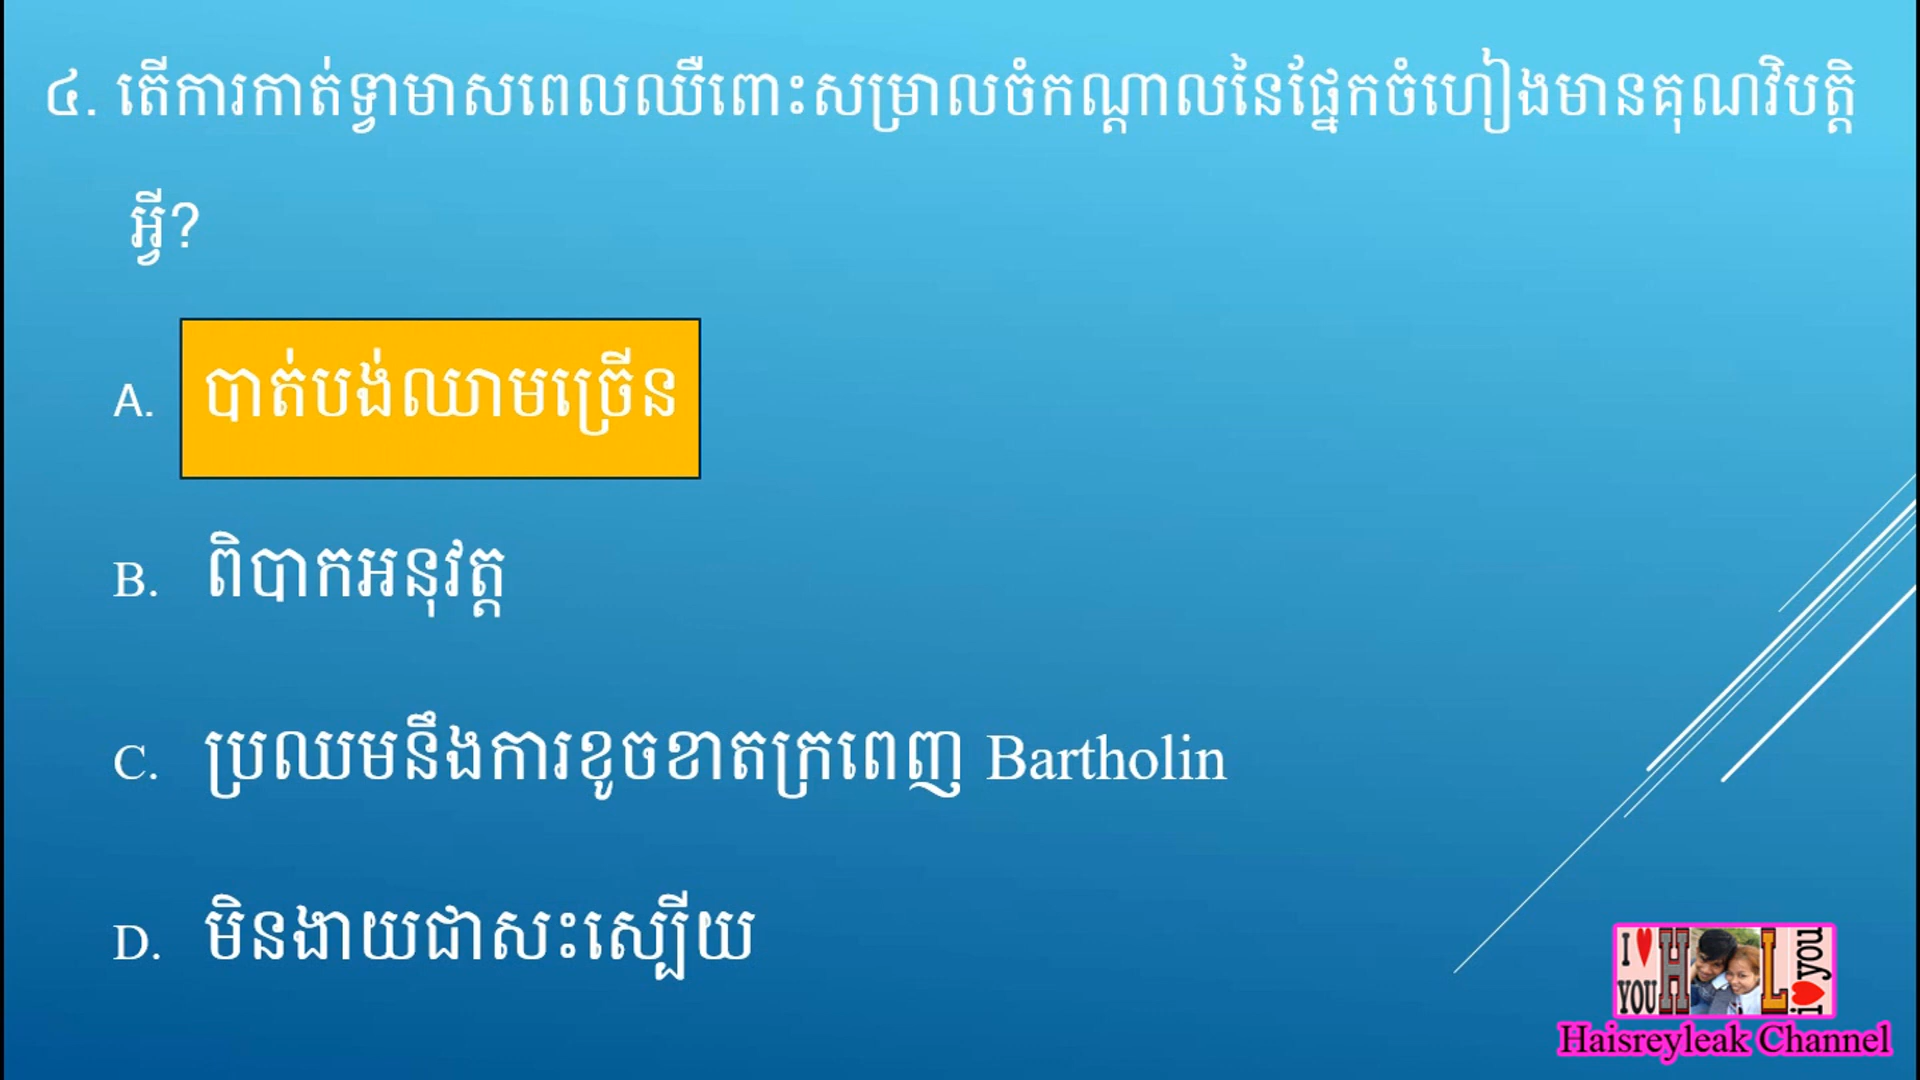 ៤. តើការកាត់ទ្វាមាសពេលឈឺពោះសម្រាលចំកណ្ដាលនៃផ្នែកចំហៀងមានគុណវិបត្តិ
អ្វី?
A. បាត់បង់ឈាមច្រើន
B. ពិបាកអនុវត្ត
C. ប្រឈមនឹងការខូចខាតក្រពេញ Bartholin
D. មិនងាយជាសះស្បើយ
I ♥ YOU H L i ♥ you
Haisreyleak Channel